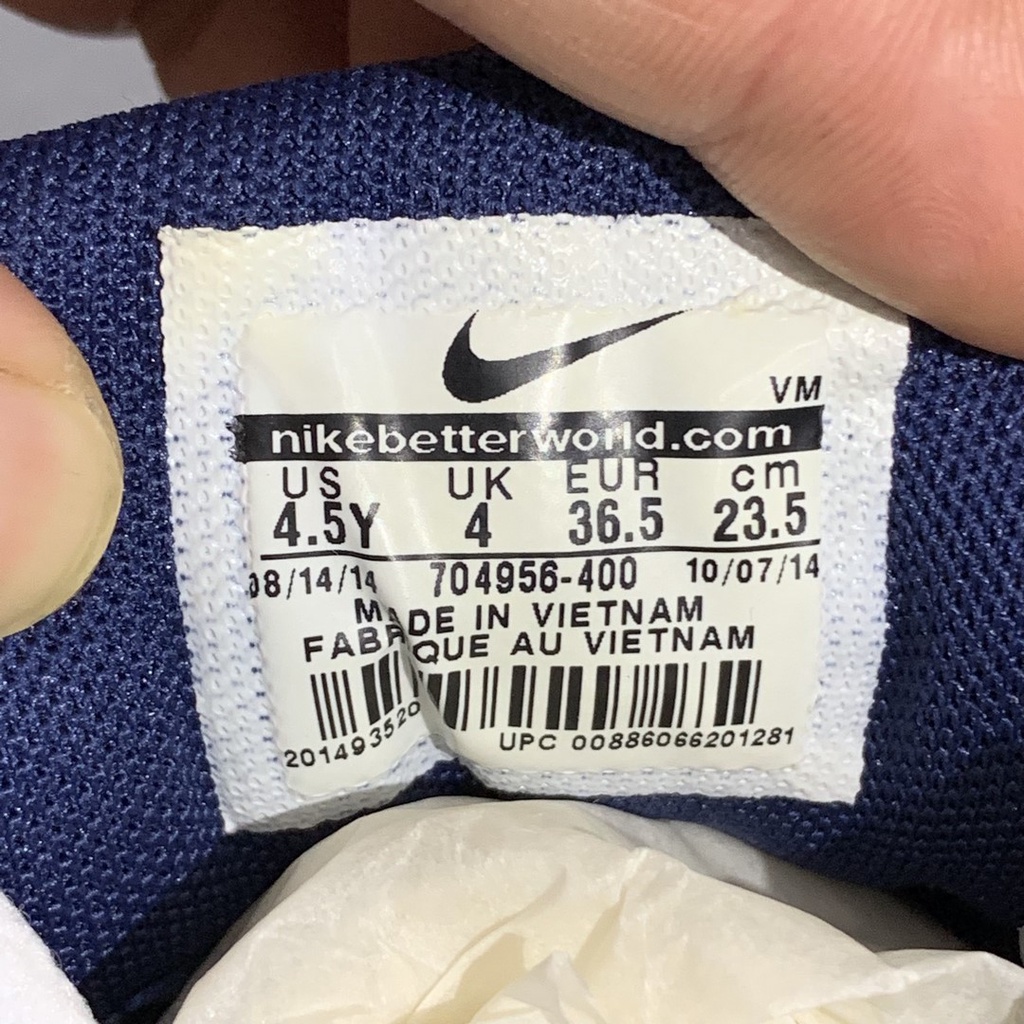 VM
nikebetterworld.com
US UK EUR cm
4.5Y 4 36.5 23.5
08/14/14 704956-400 10/07/14
MADE IN VIETNAM
FABRIQUE AU VIETNAM
201493520
UPC 00886066201281